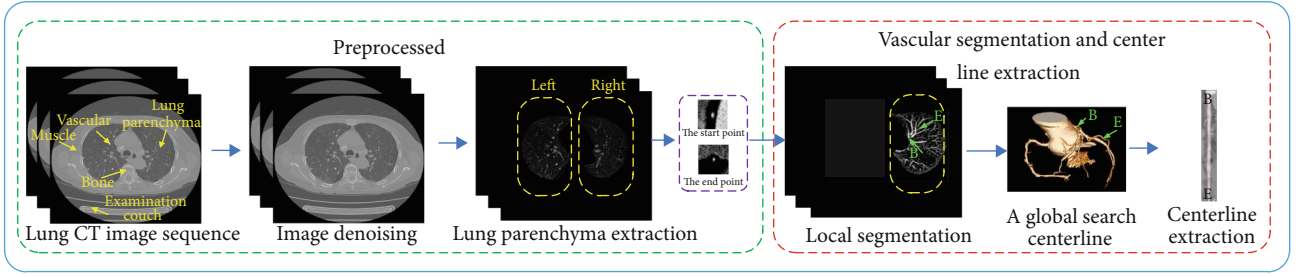 Preprocessed
Vascular segmentation and center
line extraction
Lung
parenchyma
Vascular
Muscle
Bone
Examination
couch
Lung CT image sequence
Image denoising
Left
Right
Lung parenchyma extraction
The start point
The end point
E
B
Local segmentation
B
E
A global search
centerline
B
E
Centerline
extraction